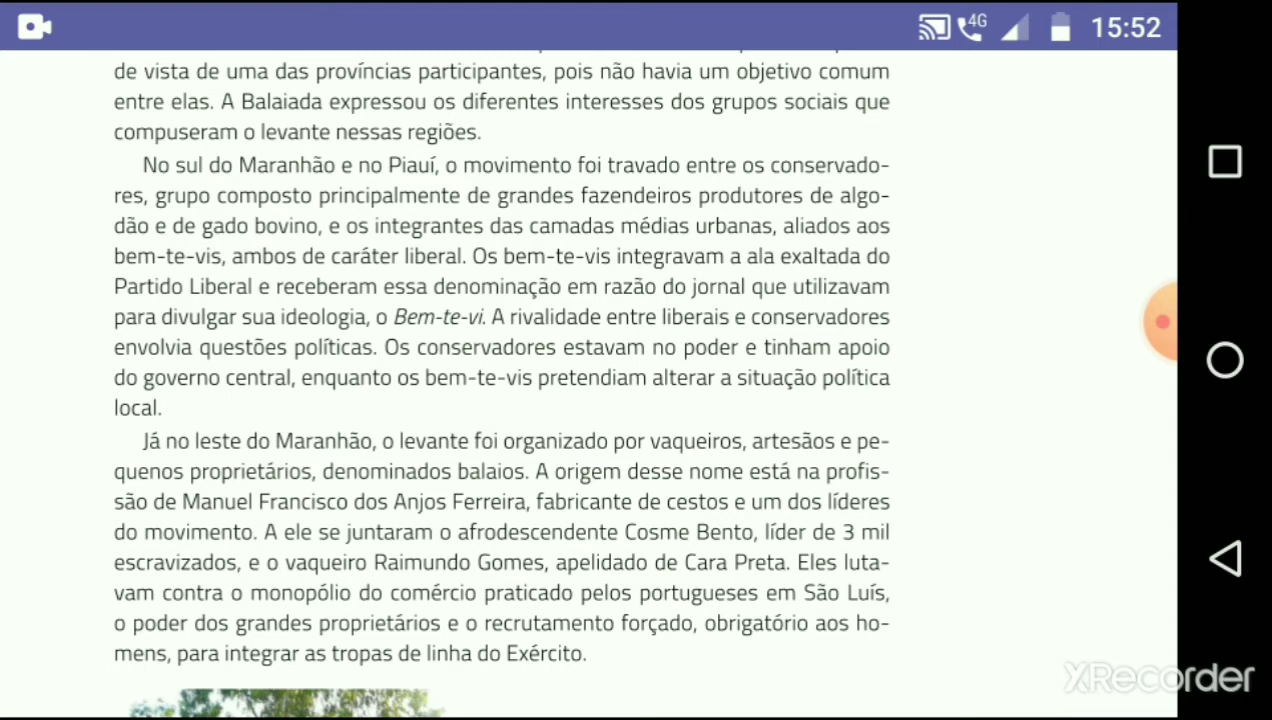 4G 15:52
de vista de uma das províncias participantes, pois não havia um objetivo comum
entre elas. A Balaiada expressou os diferentes interesses dos grupos sociais que
compuseram o levante nessas regiões.
No sul do Maranhão e no Piauí, o movimento foi travado entre os conservado-
res, grupo composto principalmente de grandes fazendeiros produtores de algo-
dão e de gado bovino, e os integrantes das camadas médias urbanas, aliados aos
bem-te-vis, ambos de caráter liberal. Os bem-te-vis integravam a ala exaltada do
Partido Liberal e receberam essa denominação em razão do jornal que utilizavam
para divulgar sua ideologia, o Bem-te-vi. A rivalidade entre liberais e conservadores
envolvia questões políticas. Os conservadores estavam no poder e tinham apoio
do governo central, enquanto os bem-te-vis pretendiam alterar a situação política
local.
Já no leste do Maranhão, o levante foi organizado por vaqueiros, artesãos e pe-
quenos proprietários, denominados balaios. A origem desse nome está na profis-
são de Manuel Francisco dos Anjos Ferreira, fabricante de cestos e um dos líderes
do movimento. A ele se juntaram o afrodescendente Cosme Bento, líder de 3 mil
escravizados, e o vaqueiro Raimundo Gomes, apelidado de Cara Preta. Eles luta-
vam contra o monopólio do comércio praticado pelos portugueses em São Luís,
o poder dos grandes proprietários e o recrutamento forçado, obrigatório aos ho-
mens, para integrar as tropas de linha do Exército.
XRecorder